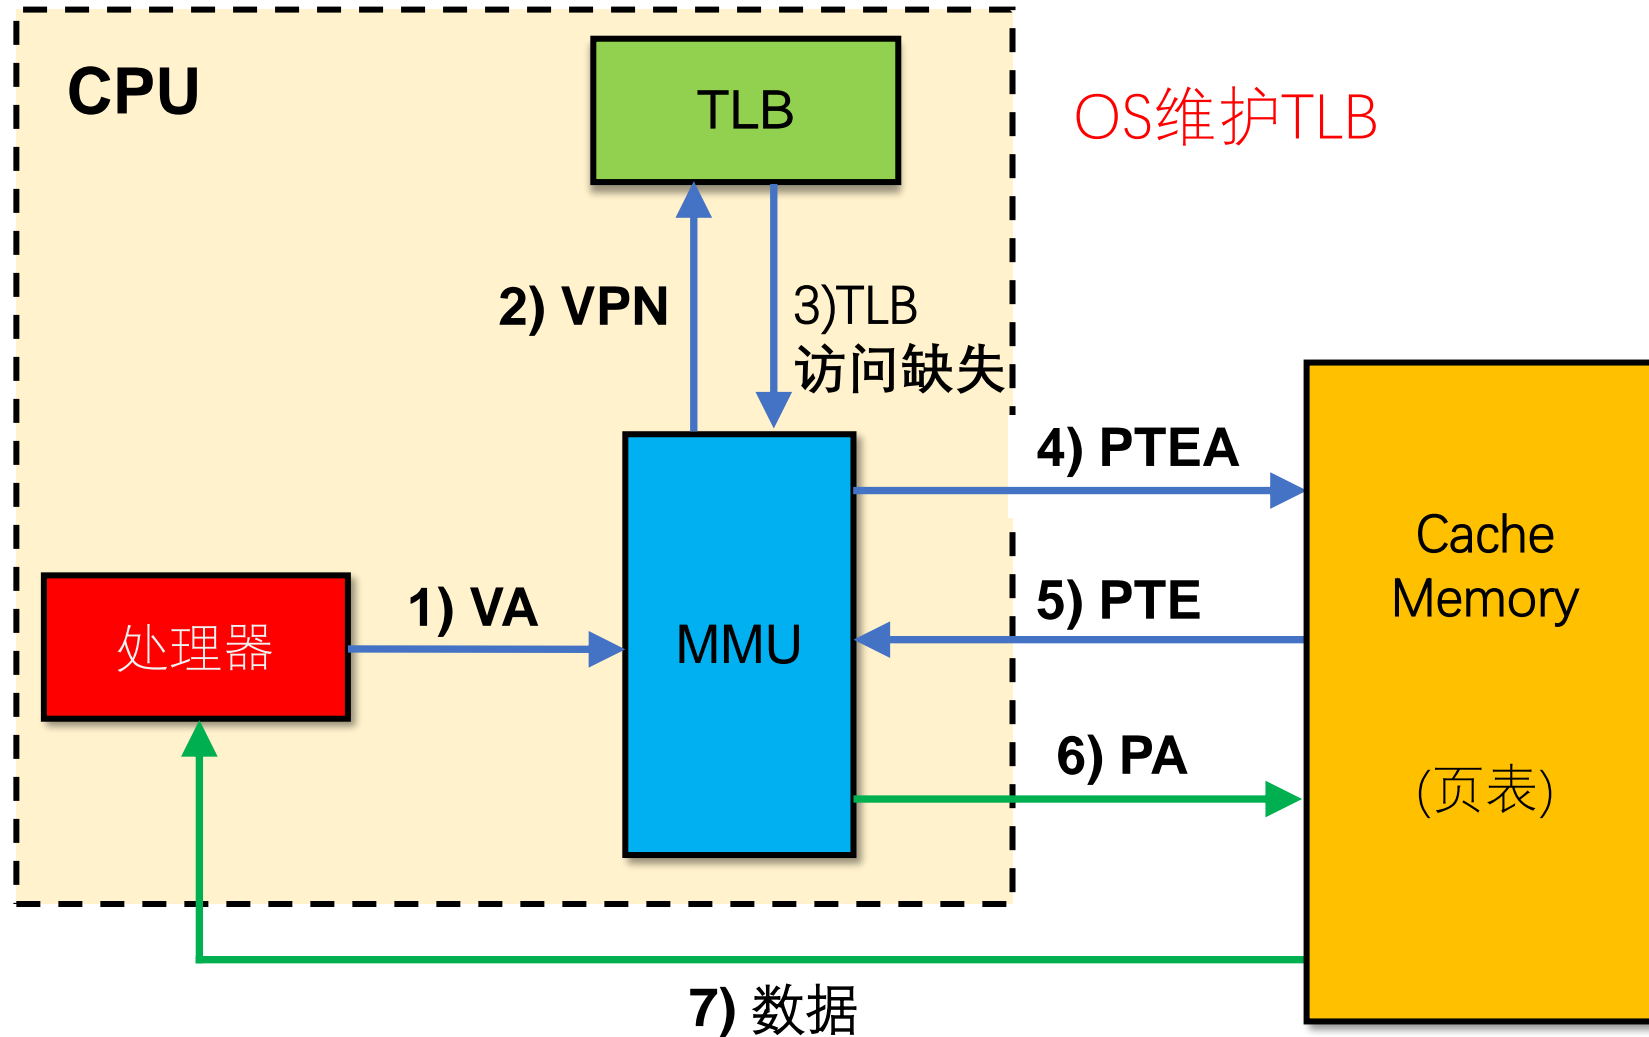 CPU
TLB
OS维护TLB
2) VPN
3)TLB
访问缺失
4) PTEA
Cache
Memory
1) VA
5) PTE
处理器
MMU
6) PA
(页表)
7) 数据